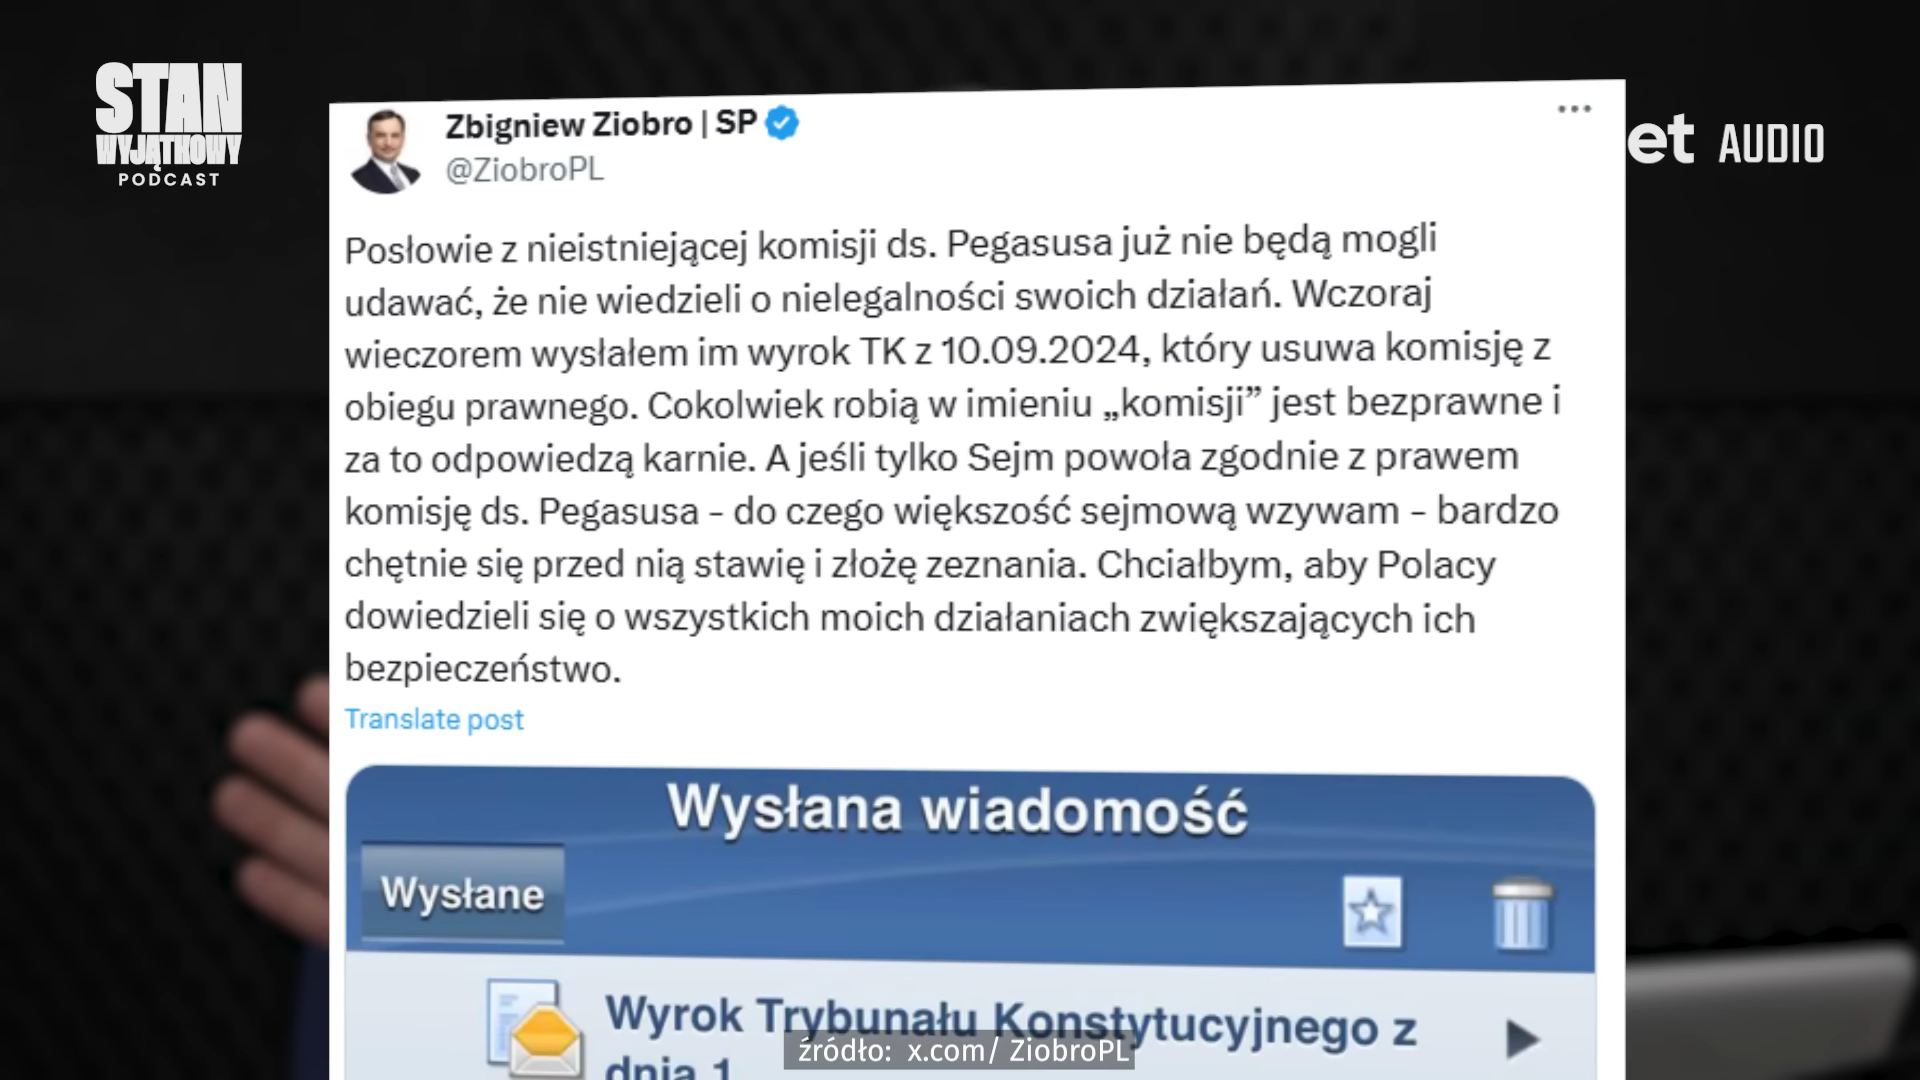 STAN
WYJĄTKOWY
PODCAST
et AUDIO
Zbigniew Ziobro | SP
@ZiobroPL
Posłowie z nieistniejącej komisji ds. Pegasusa już nie będą mogli
udawać, że nie wiedzieli o nielegalności swoich działań. Wczoraj
wieczorem wysłałem im wyrok TK z 10.09.2024, który usuwa komisję z
obiegu prawnego. Cokolwiek robią w imieniu „komisji” jest bezprawne i
za to odpowiedzą karnie. A jeśli tylko Sejm powoła zgodnie z prawem
komisję ds. Pegasusa - do czego większość sejmową wzywam - bardzo
chętnie się przed nią stawię i złożę zeznania. Chciałbym, aby Polacy
dowiedzieli się o wszystkich moich działaniach zwiększających ich
bezpieczeństwo.
Translate post
Wysłana wiadomość
Wysłane
Wyrok Trybunału Konstytucyjnego z
dnia 1
źródło: x.com/ ZiobroPL